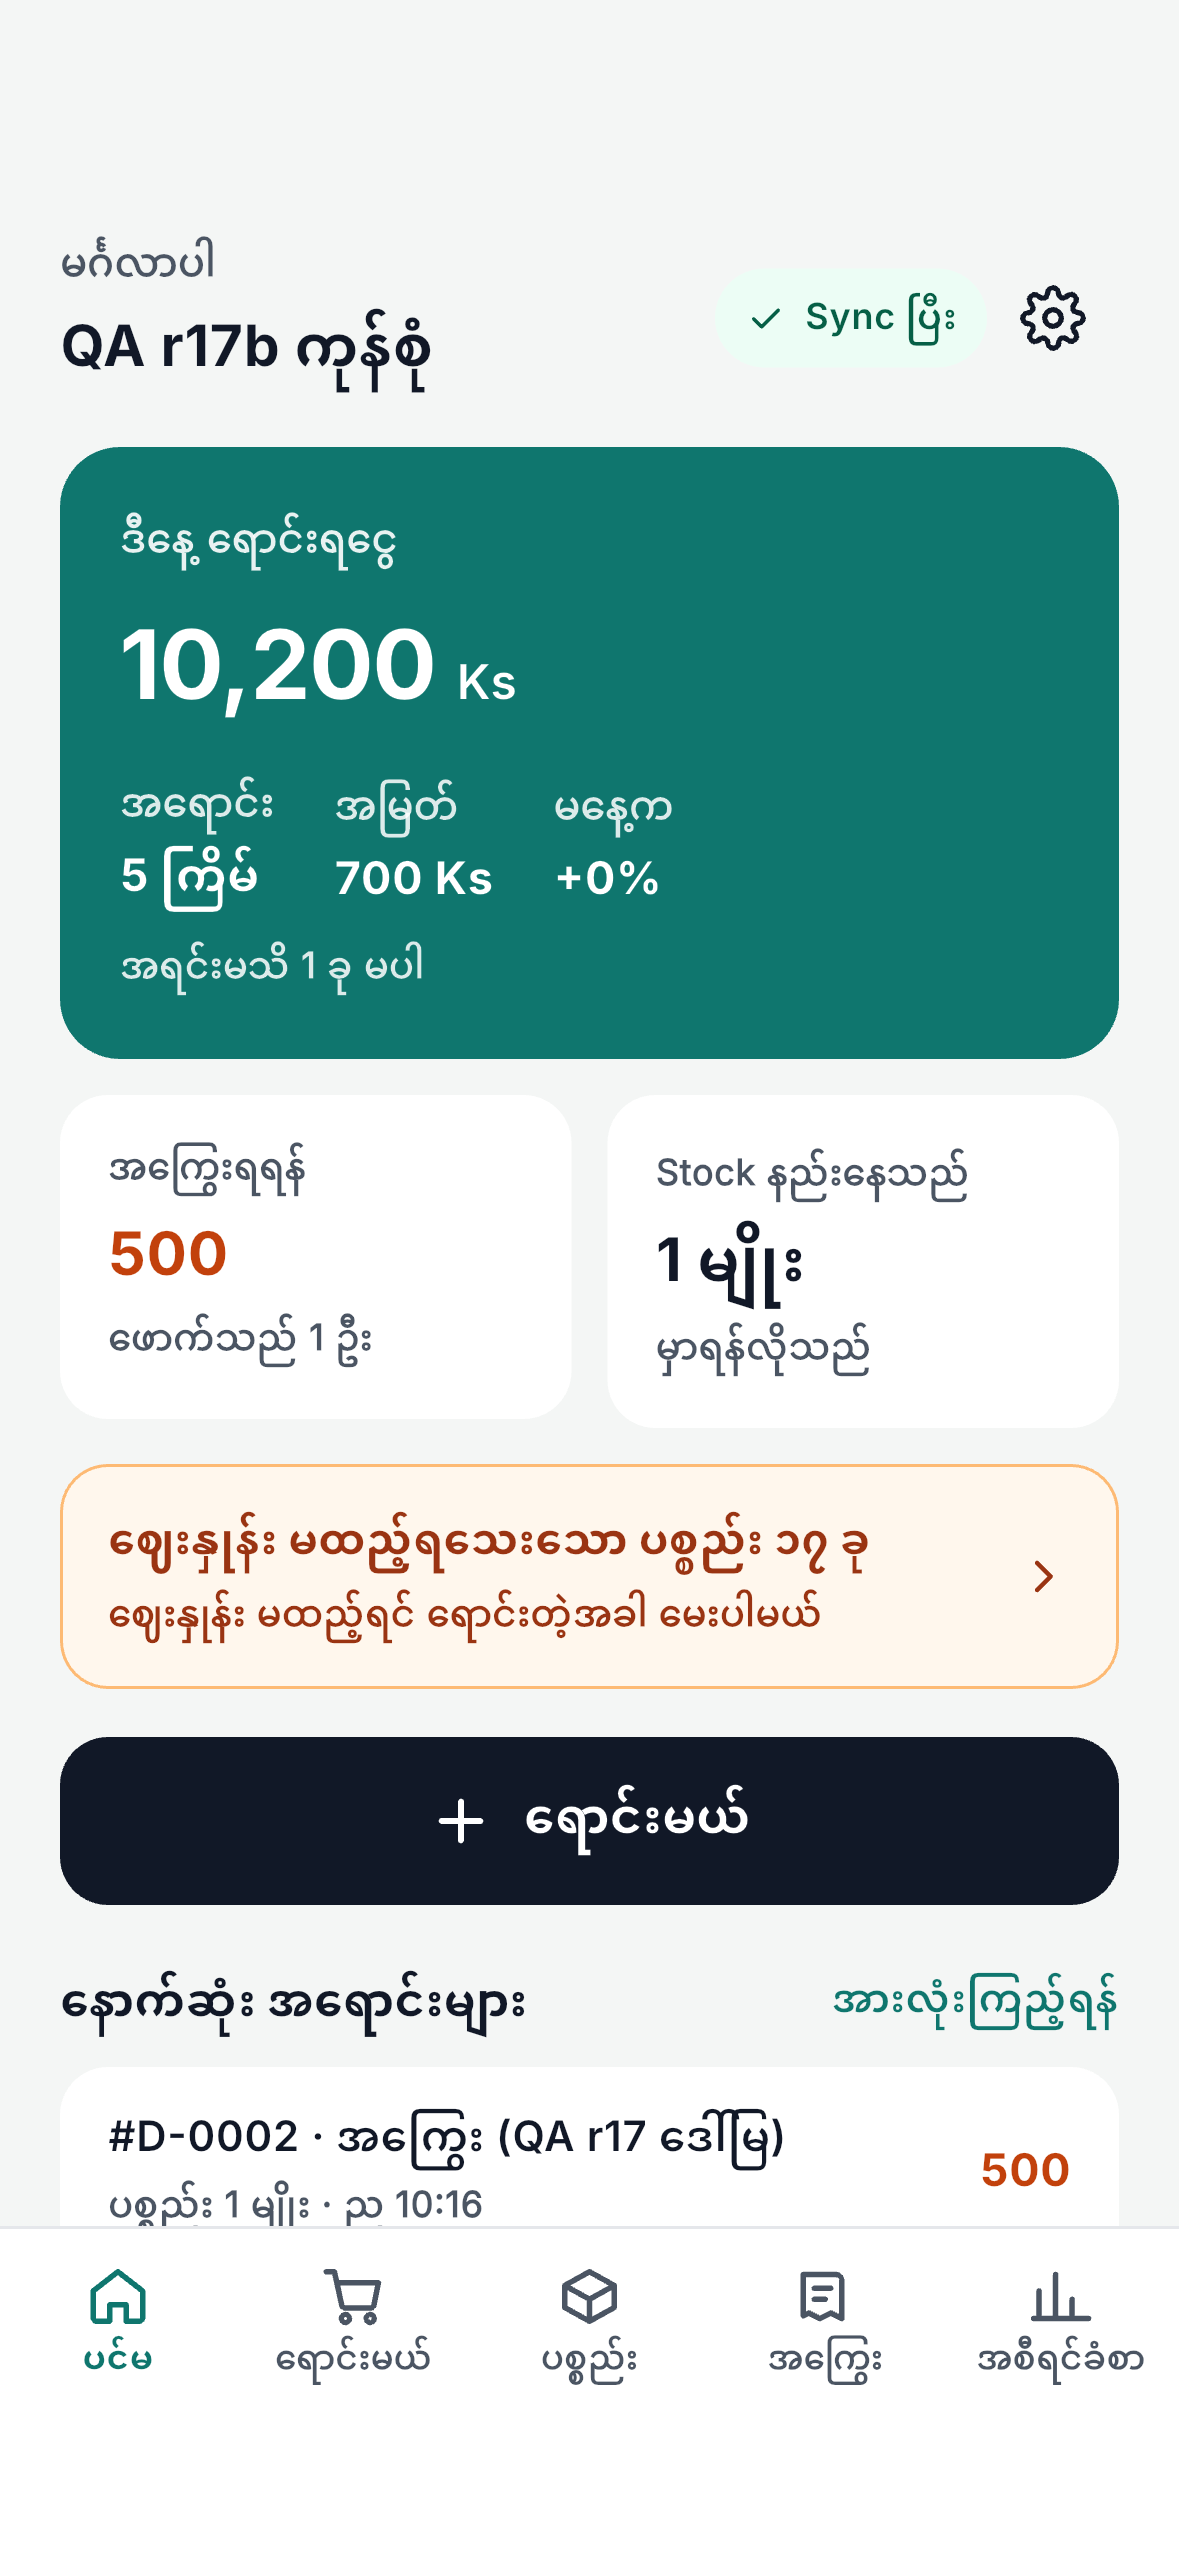 မင်္ဂလာပါ
QA r17b ကုန်စုံ
Sync ပြီး
ဒီနေ့ ရောင်းရငွေ
10,200 Ks
အရောင်း အမြတ် မနေ့က
5 ကြိမ် 700 Ks +0%
အရင်းမသိ 1 ခု မပါ
အကြွေးရရန်
500
ဖောက်သည် 1 ဦး
Stock နည်းနေသည်
1 မျိုး
မှာရန်လိုသည်
ဈေးနှုန်း မထည့်ရသေးသော ပစ္စည်း ၁၇ ခု
ဈေးနှုန်း မထည့်ရင် ရောင်းတဲ့အခါ မေးပါမယ်
ရောင်းမယ်
နောက်ဆုံး အရောင်းများ အားလုံးကြည့်ရန်
#D-0002 · အကြွေး (QA r17 ဒေါ်မြ)
500
ပစ္စည်း 1 မျိုး · ည 10:16
ပင်မ ရောင်းမယ် ပစ္စည်း အကြွေး အစီရင်ခံစာ